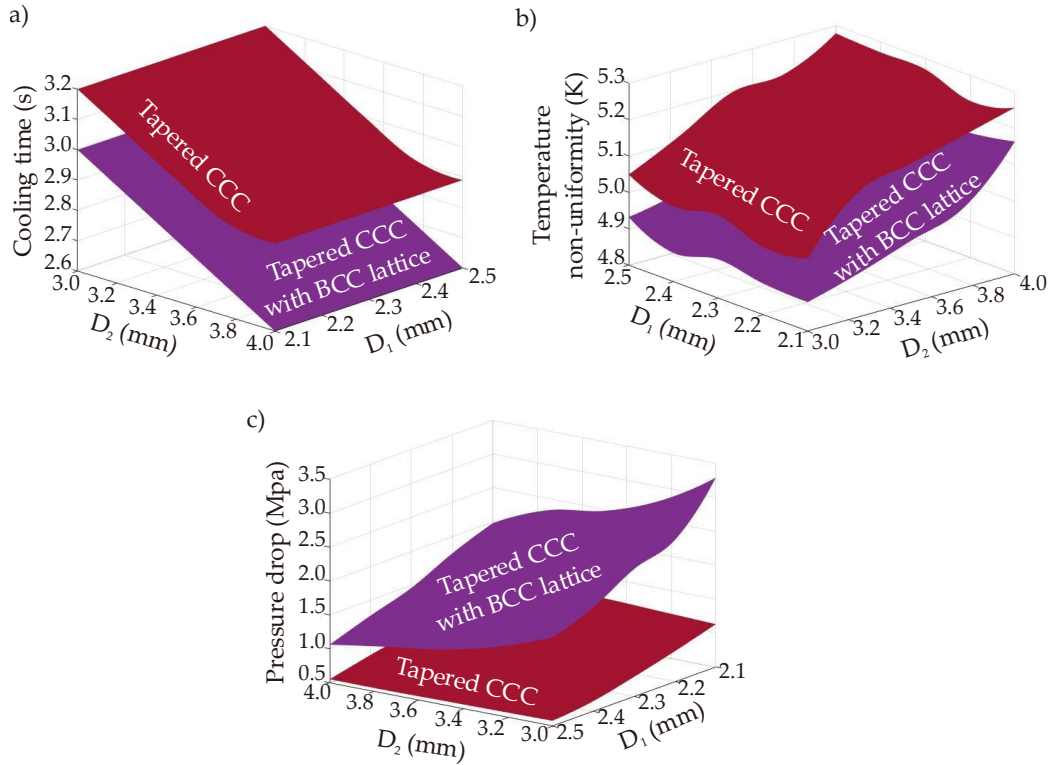 a)
Cooling time (s)
3.2
3.1
3.0
2.9
2.8
2.7
2.6
3.0
3.2
3.4
3.6
3.8
4.0
D₂ (mm)
2.1
2.2
2.3
2.4
2.5
D₁ (mm)
Tapered CCC
Tapered CCC
with BCC lattice
b)
Temperature
non-uniformity (K)
5.3
5.2
5.1
5.0
4.9
4.8
2.5
2.4
2.3
2.2
2.1
D₁ (mm)
3.0
3.2
3.4
3.6
3.8
4.0
D₂ (mm)
Tapered CCC
Tapered CCC
with BCC lattice
c)
Pressure drop (Mpa)
3.5
3.0
2.5
2.0
1.5
1.0
0.5
4.0
3.8
3.6
3.4
3.2
3.0
D₂ (mm)
2.5
2.4
2.3
2.2
2.1
D₁ (mm)
Tapered CCC
with BCC lattice
Tapered CCC